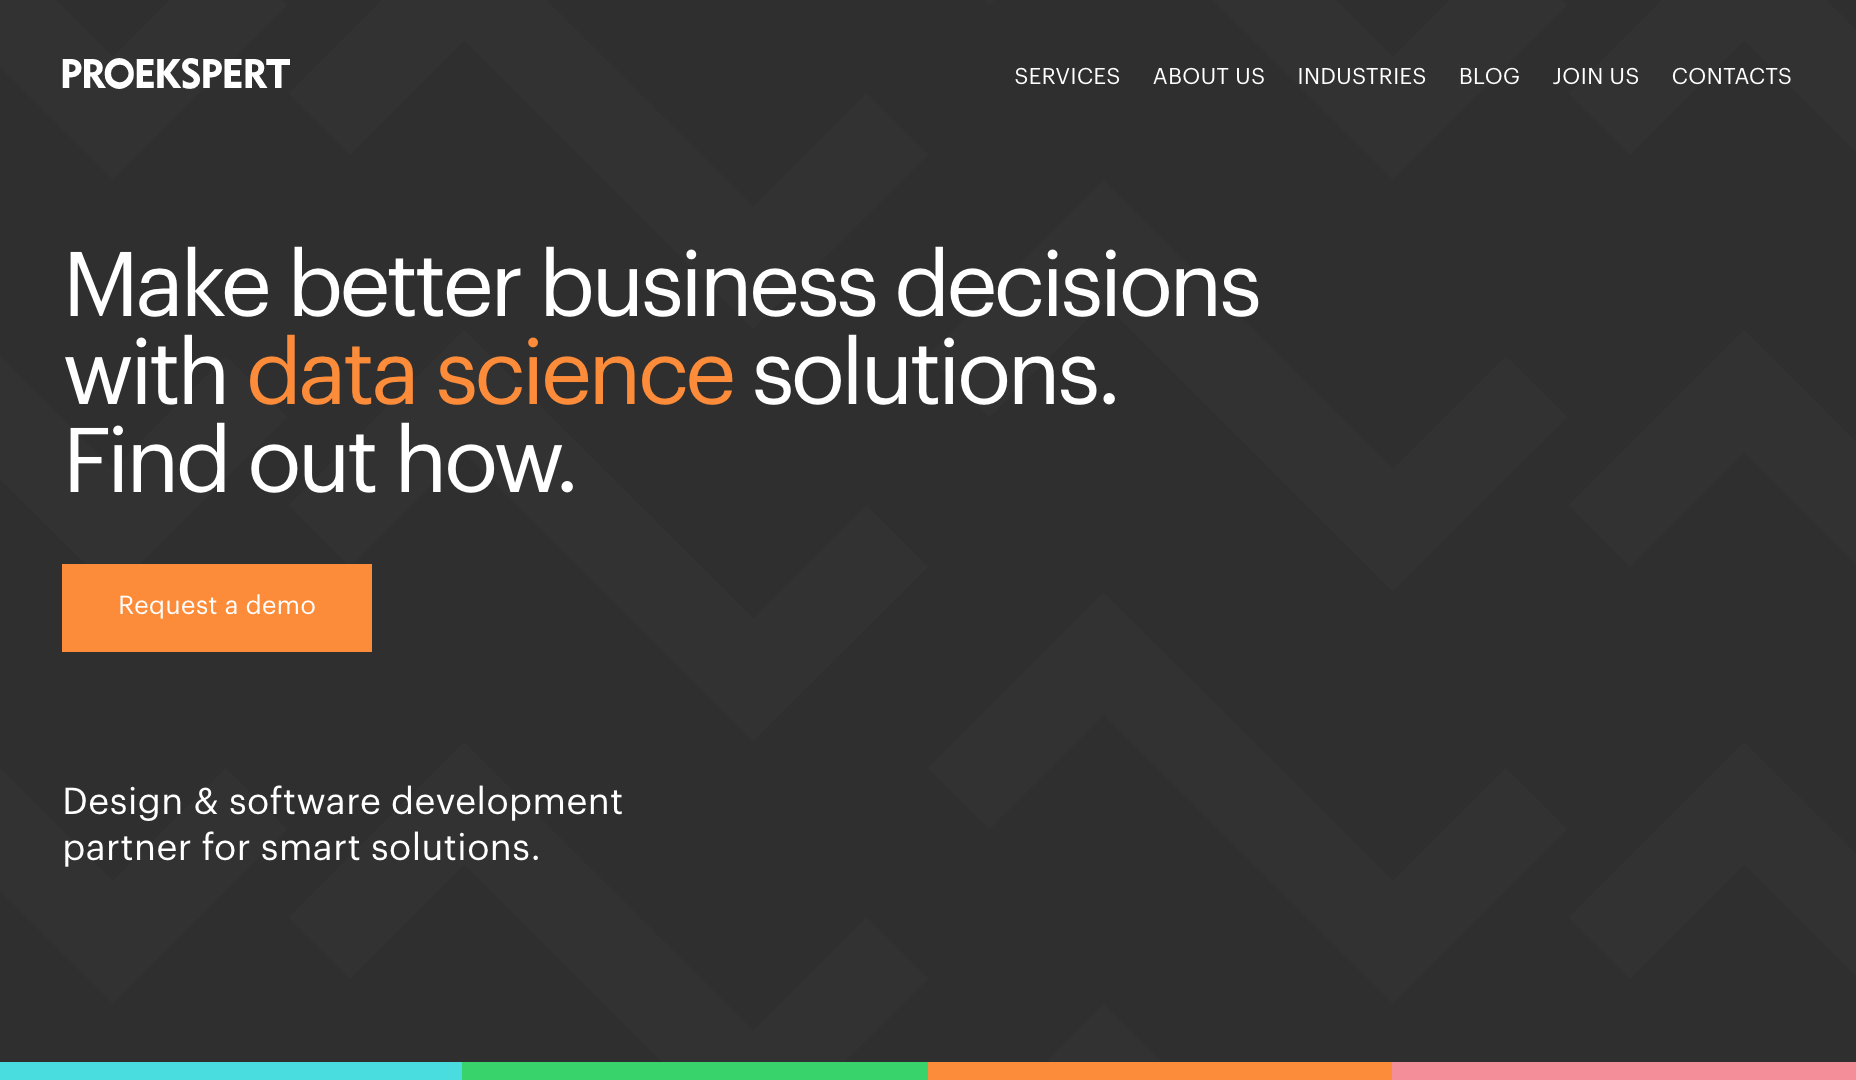 PROEKSPERT
SERVICES ABOUT US INDUSTRIES BLOG JOIN US CONTACTS
Make better business decisions
with data science solutions.
Find out how.
Request a demo
Design & software development
partner for smart solutions.